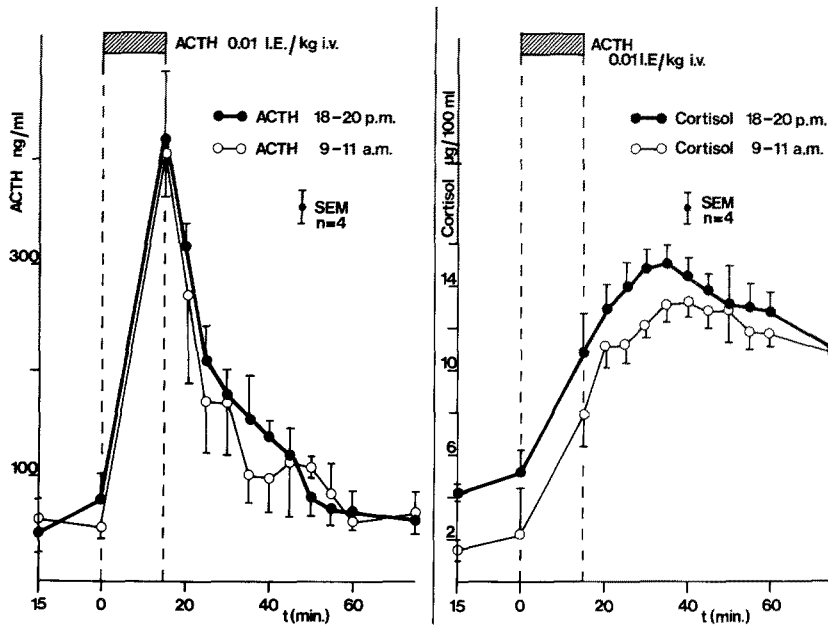 ACTH 0.01 I.E./kg i.v.
ACTH 18–20 p.m.
ACTH 9–11 a.m.
SEM
n=4
ACTH ng/ml
300
100
15 0 20 40 60
t (min.)
ACTH
0.01 I.E/kg i.v.
Cortisol 18–20 p.m.
Cortisol 9–11 a.m.
SEM
n=4
Cortisol µg/100 ml
14
10
6
2
15 0 20 40 60
t (min.)